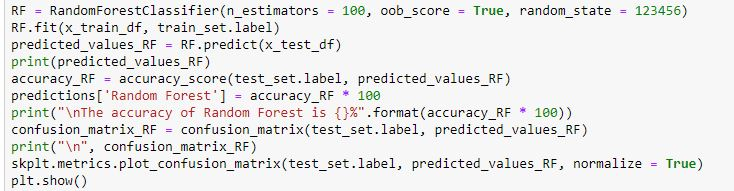 RF = RandomForestClassifier(n_estimators = 100, oob_score = True, random_state = 123456)
RF.fit(x_train_df, train_set.label)
predicted_values_RF = RF.predict(x_test_df)
print(predicted_values_RF)
accuracy_RF = accuracy_score(test_set.label, predicted_values_RF)
predictions['Random Forest'] = accuracy_RF * 100
print("\nThe accuracy of Random Forest is {}%".format(accuracy_RF * 100))
confusion_matrix_RF = confusion_matrix(test_set.label, predicted_values_RF)
print("\n", confusion_matrix_RF)
skplt.metrics.plot_confusion_matrix(test_set.label, predicted_values_RF, normalize = True)
plt.show()